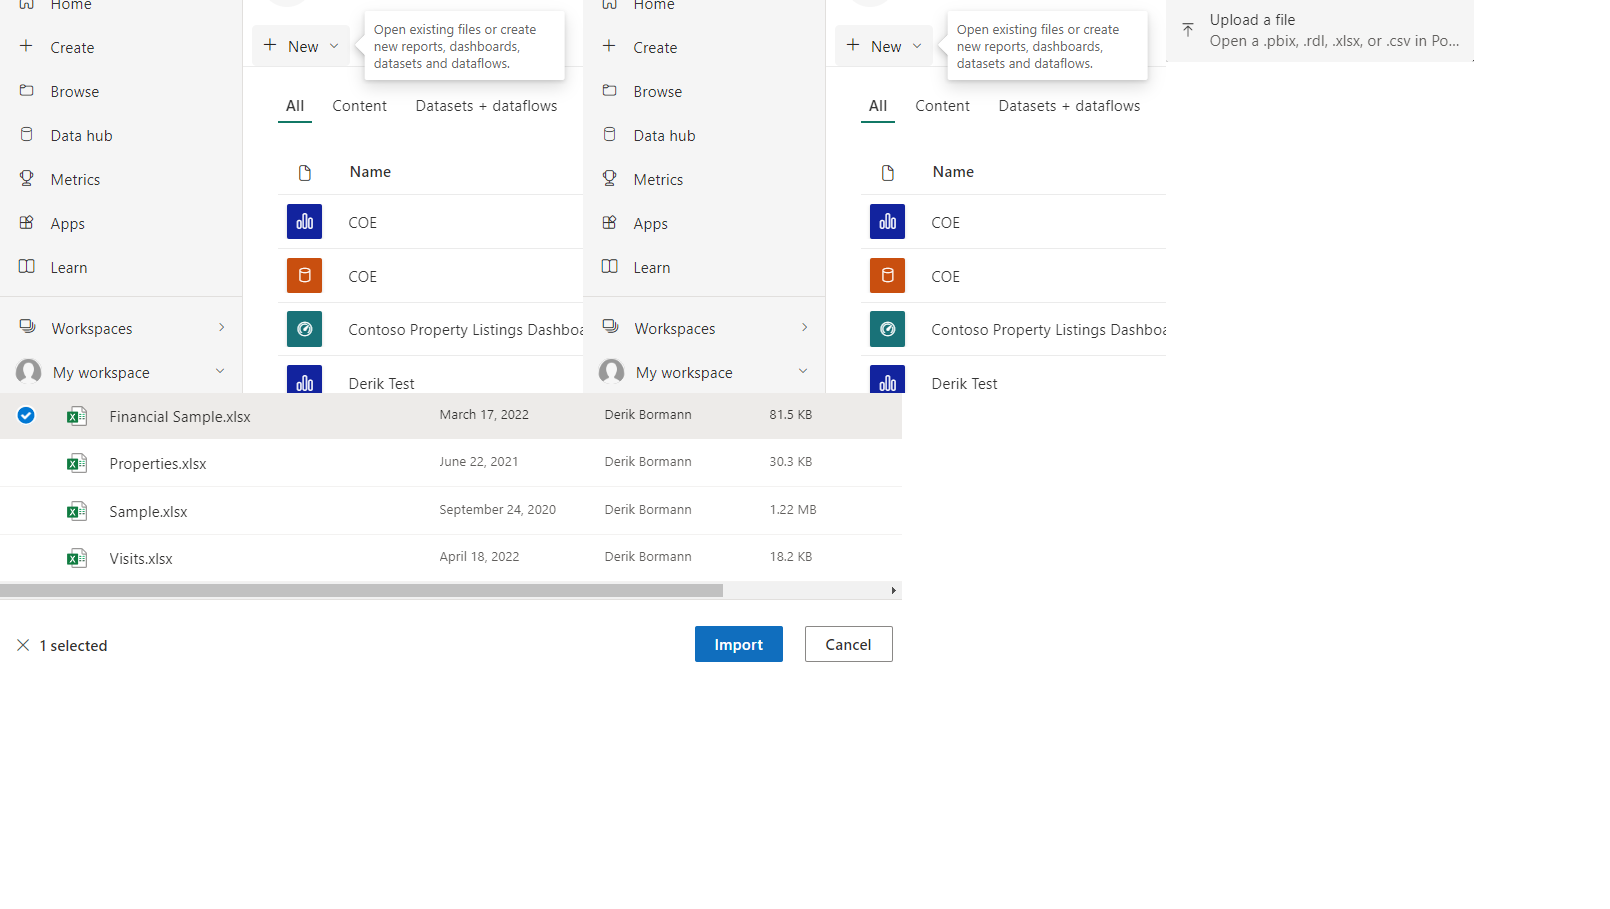 Home
Create
Browse
Data hub
Metrics
Apps
Learn
Workspaces
My workspace
New
Open existing files or create
new reports, dashboards,
datasets and dataflows.
All Content Datasets + dataflows
Name
COE
COE
Contoso Property Listings Dashboa
Derik Test
Home
Create
Browse
Data hub
Metrics
Apps
Learn
Workspaces
My workspace
New
Open existing files or create
new reports, dashboards,
datasets and dataflows.
All Content Datasets + dataflows
Name
COE
COE
Contoso Property Listings Dashboa
Derik Test
Upload a file
Open a .pbix, .rdl, .xlsx, or .csv in Po...
Financial Sample.xlsx March 17, 2022 Derik Bormann 81.5 KB
Properties.xlsx June 22, 2021 Derik Bormann 30.3 KB
Sample.xlsx September 24, 2020 Derik Bormann 1.22 MB
Visits.xlsx April 18, 2022 Derik Bormann 18.2 KB
1 selected
Import Cancel